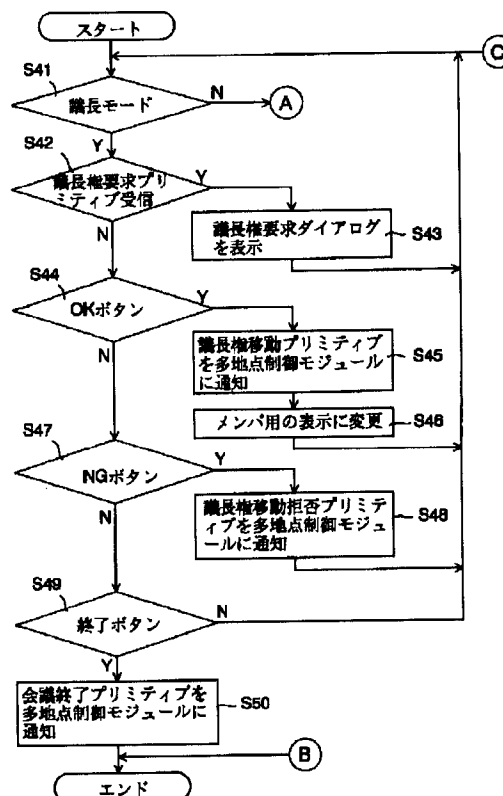 スタート
C
S41
議長モード
N
A
Y
S42
議長権要求プリ
ミティブ受信
Y
N
議長権要求ダイアログ
を表示
S43
S44
OKボタン
Y
N
議長権移動プリミティブ
を多地点制御モジュール
に通知
S45
メンバ用の表示に変更
S46
S47
NGボタン
Y
N
議長権移動拒否プリミテ
ィブを多地点制御モジュ
ールに通知
S48
S49
終了ボタン
N
Y
会議終了プリミティブを
多地点制御モジュールに
通知
S50
B
エンド